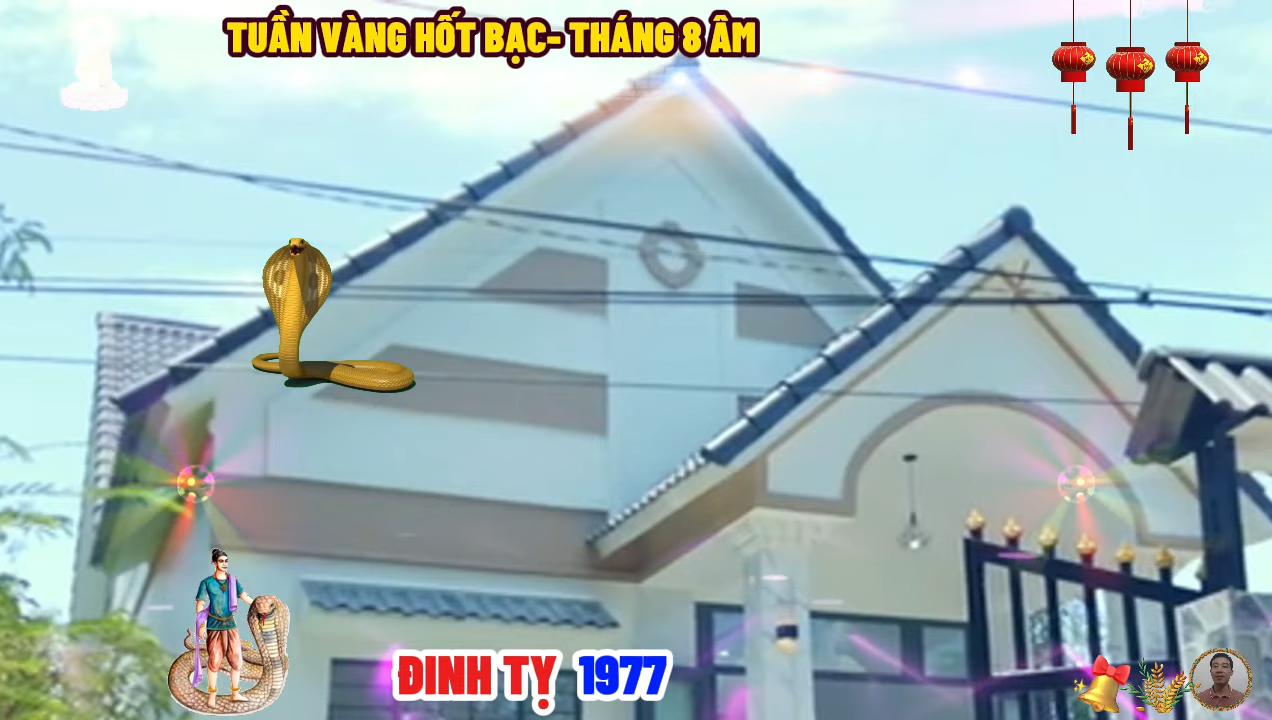 TUẦN VÀNG HỐT BẠC- THÁNG 8 ÂM
ĐINH TỴ 1977